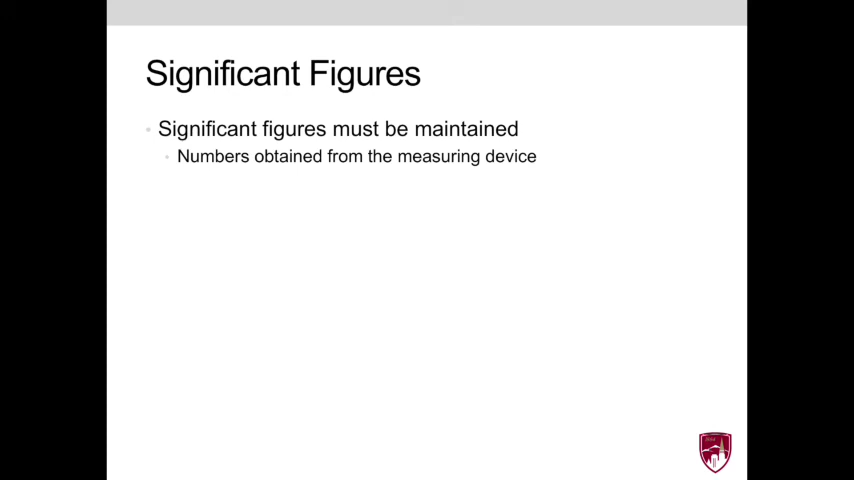 Significant Figures
• Significant figures must be maintained
• Numbers obtained from the measuring device